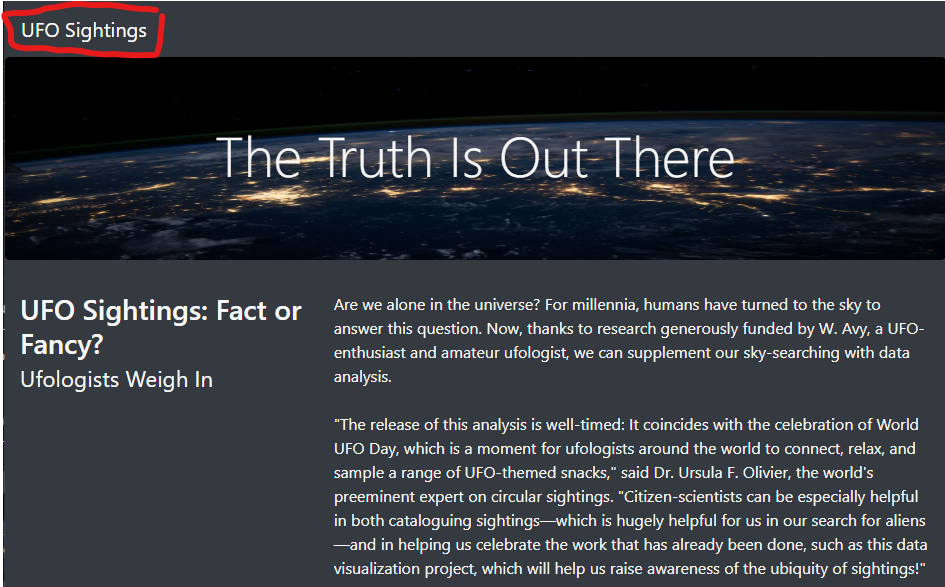 UFO Sightings
The Truth Is Out There
UFO Sightings: Fact or
Fancy?
Ufologists Weigh In
Are we alone in the universe? For millennia, humans have turned to the sky to
answer this question. Now, thanks to research generously funded by W. Avy, a UFO-
enthusiast and amateur ufologist, we can supplement our sky-searching with data
analysis.
"The release of this analysis is well-timed: It coincides with the celebration of World
UFO Day, which is a moment for ufologists around the world to connect, relax, and
sample a range of UFO-themed snacks," said Dr. Ursula F. Olivier, the world's
preeminent expert on circular sightings. "Citizen-scientists can be especially helpful
in both cataloguing sightings—which is hugely helpful for us in our search for aliens
—and in helping us celebrate the work that has already been done, such as this data
visualization project, which will help us raise awareness of the ubiquity of sightings!"